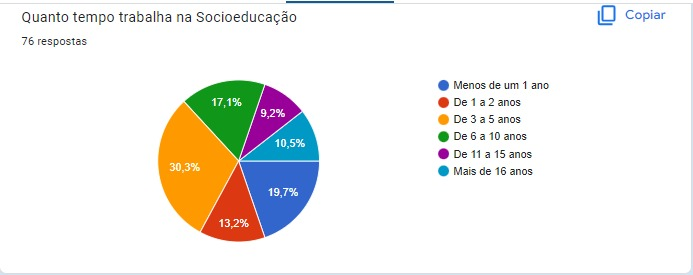 Quanto tempo trabalha na Socioeducação
Copiar
76 respostas
17,1%
9,2%
10,5%
30,3%
19,7%
13,2%
Menos de um 1 ano
De 1 a 2 anos
De 3 a 5 anos
De 6 a 10 anos
De 11 a 15 anos
Mais de 16 anos